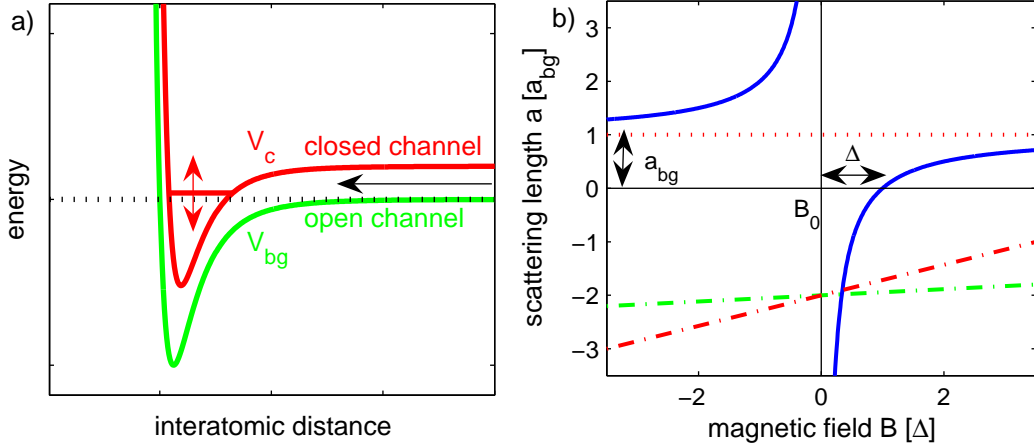 a)
energy
V_c
closed channel
open channel
V_bg
interatomic distance
b)
scattering length a [a_bg]
3
2
1
0
−1
−2
−3
a_bg
Δ
B_0
−2
0
2
magnetic field B [Δ]